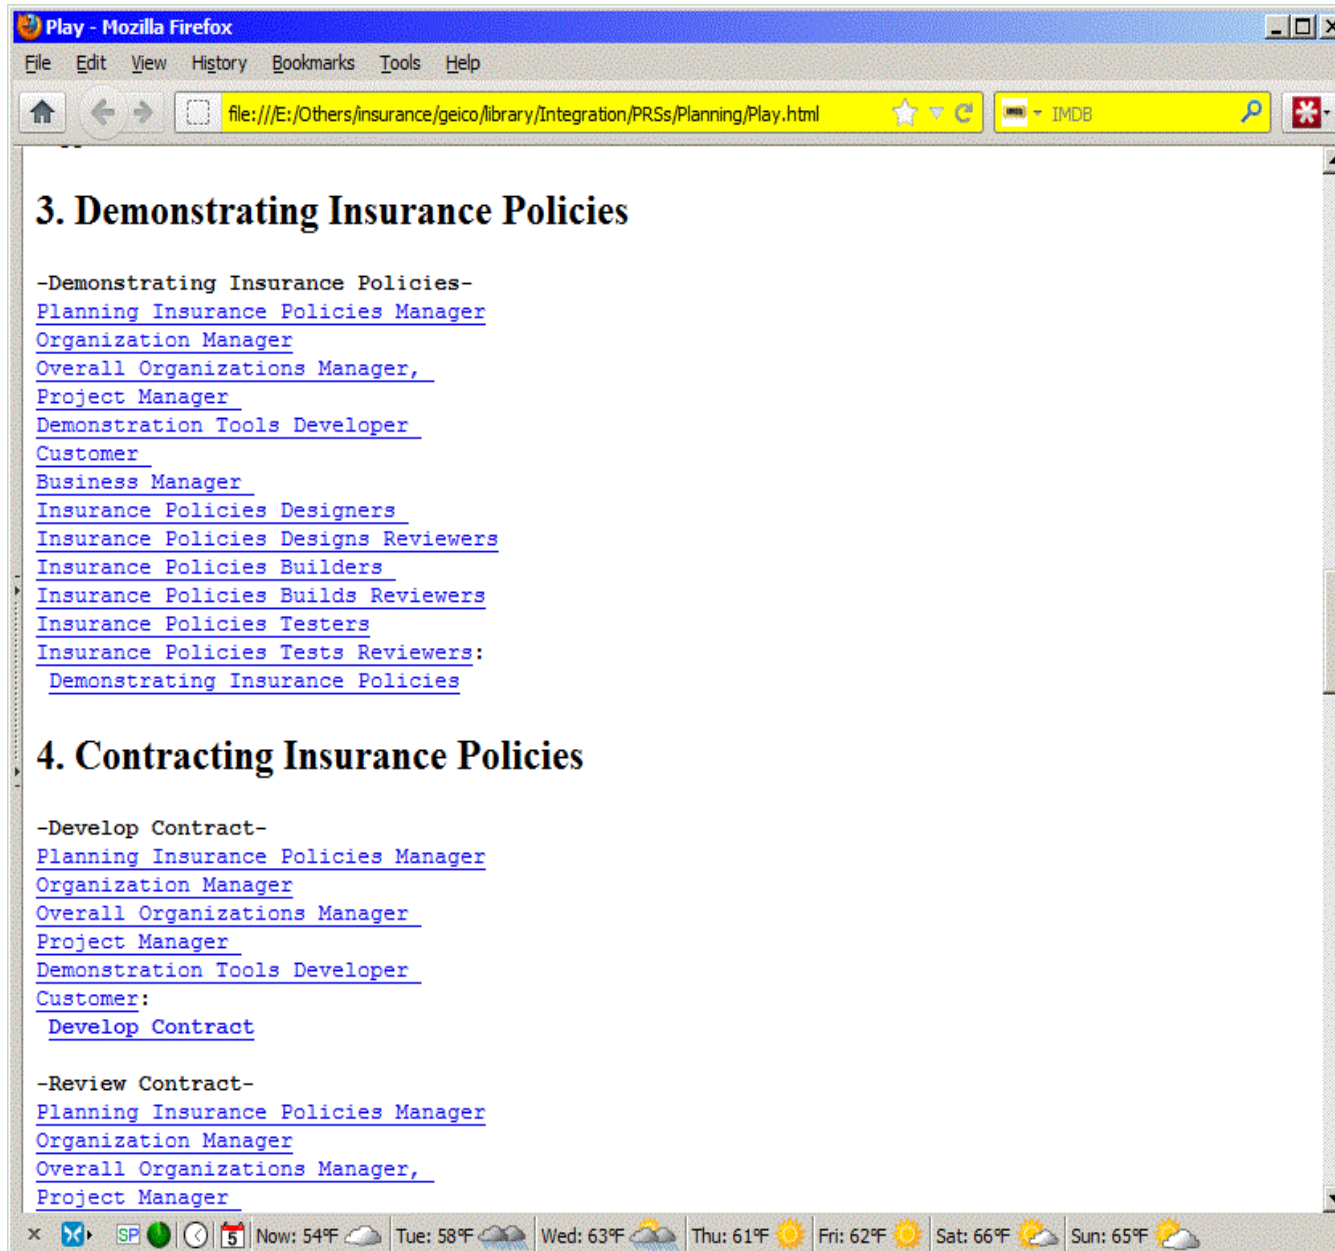 Play - Mozilla Firefox
File Edit View History Bookmarks Tools Help
file:///E:/Others/insurance/geico/library/Integration/PRSs/Planning/Play.html IMDB
3. Demonstrating Insurance Policies
-Demonstrating Insurance Policies-
Planning Insurance Policies Manager
Organization Manager
Overall Organizations Manager,
Project Manager
Demonstration Tools Developer
Customer
Business Manager
Insurance Policies Designers
Insurance Policies Designs Reviewers
Insurance Policies Builders
Insurance Policies Builds Reviewers
Insurance Policies Testers
Insurance Policies Tests Reviewers:
Demonstrating Insurance Policies
4. Contracting Insurance Policies
-Develop Contract-
Planning Insurance Policies Manager
Organization Manager
Overall Organizations Manager
Project Manager
Demonstration Tools Developer
Customer:
Develop Contract
-Review Contract-
Planning Insurance Policies Manager
Organization Manager
Overall Organizations Manager,
Project Manager
SP 5 Now: 54°F Tue: 58°F Wed: 63°F Thu: 61°F Fri: 62°F Sat: 66°F Sun: 65°F